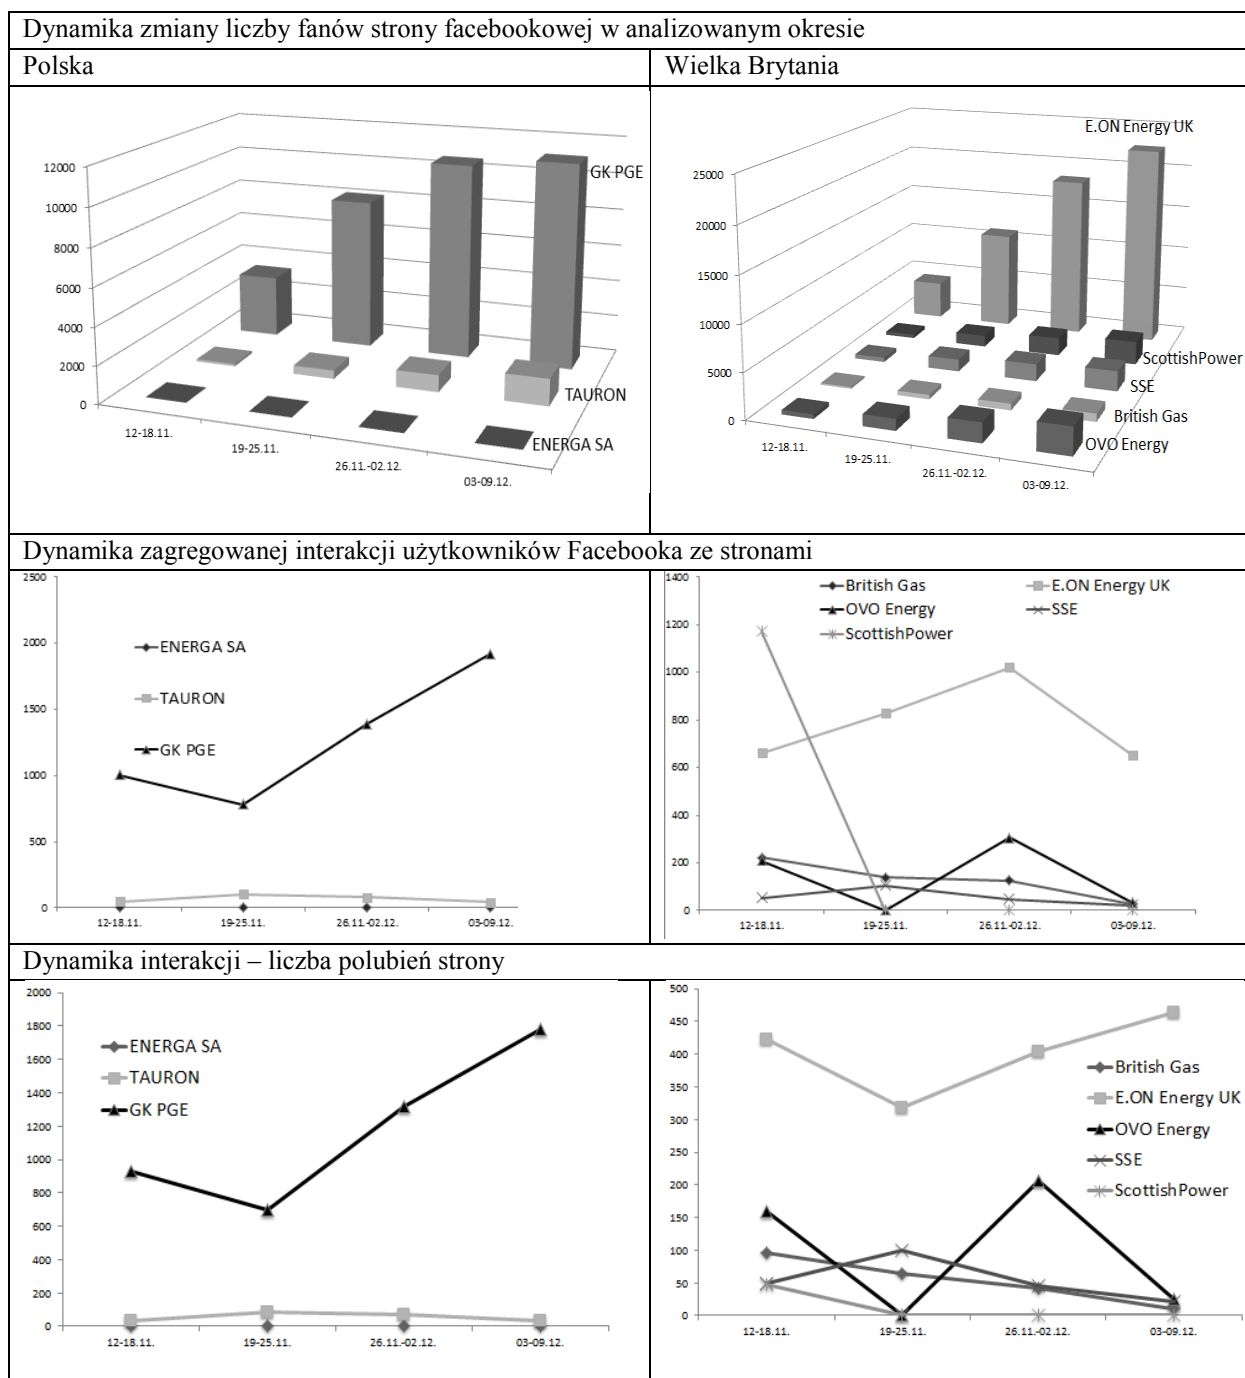 Dynamika zmiany liczby fanów strony facebookowej w analizowanym okresie
Polska
Wielka Brytania
12000
10000
8000
6000
4000
2000
0
GK PGE
TAURON
ENERGA SA
12-18.11.
19-25.11.
26.11.-02.12.
03-09.12.
25000
20000
15000
10000
5000
0
E.ON Energy UK
ScottishPower
SSE
British Gas
OVO Energy
12-18.11.
19-25.11.
26.11.-02.12.
03-09.12.
Dynamika zagregowanej interakcji użytkowników Facebooka ze stronami
2500
2000
1500
1000
500
0
ENERGA SA
TAURON
GK PGE
12-18.11.
19-25.11.
26.11.-02.12.
03-09.12.
1400
1200
1000
800
600
400
200
0
British Gas
E.ON Energy UK
OVO Energy
SSE
ScottishPower
12-18.11.
19-25.11.
26.11.-02.12.
03-09.12.
Dynamika interakcji – liczba polubień strony
2000
1800
1600
1400
1200
1000
800
600
400
200
0
ENERGA SA
TAURON
GK PGE
12-18.11.
19-25.11.
26.11.-02.12.
03-09.12.
500
450
400
350
300
250
200
150
100
50
0
British Gas
E.ON Energy UK
OVO Energy
SSE
ScottishPower
12-18.11.
19-25.11.
26.11.-02.12.
03-09.12.